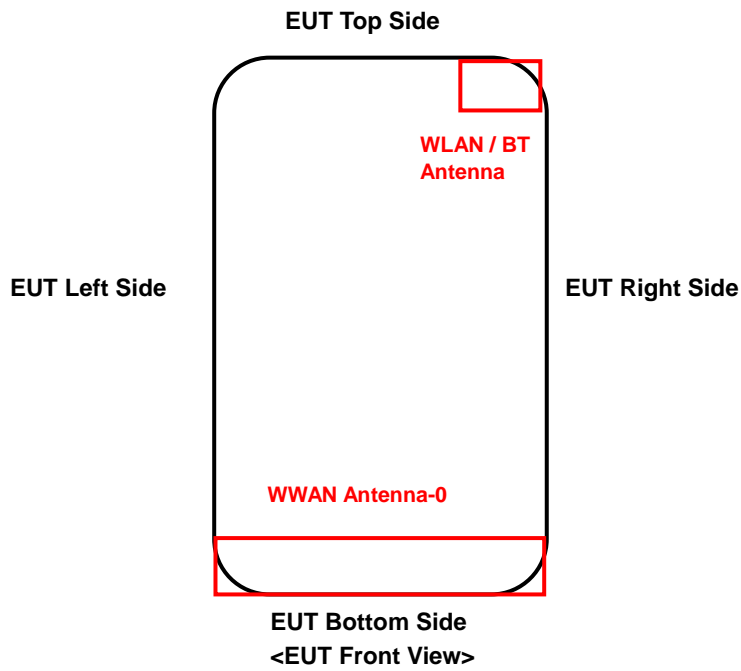 EUT Top Side
WLAN / BT
Antenna
EUT Left Side
EUT Right Side
WWAN Antenna-0
EUT Bottom Side
<EUT Front View>